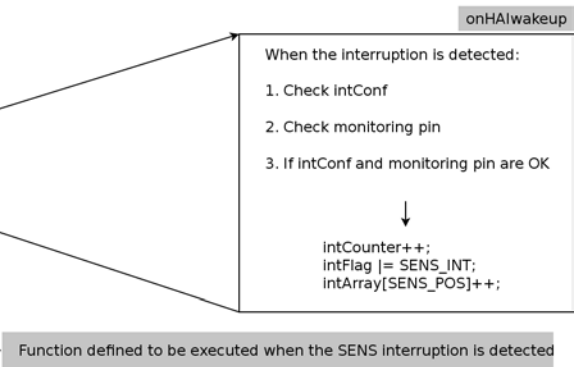 onHAIwakeup
When the interruption is detected:
1. Check intConf
2. Check monitoring pin
3. If intConf and monitoring pin are OK
intCounter++;
intFlag |= SENS_INT;
intArray[SENS_POS]++;
Function defined to be executed when the SENS interruption is detected